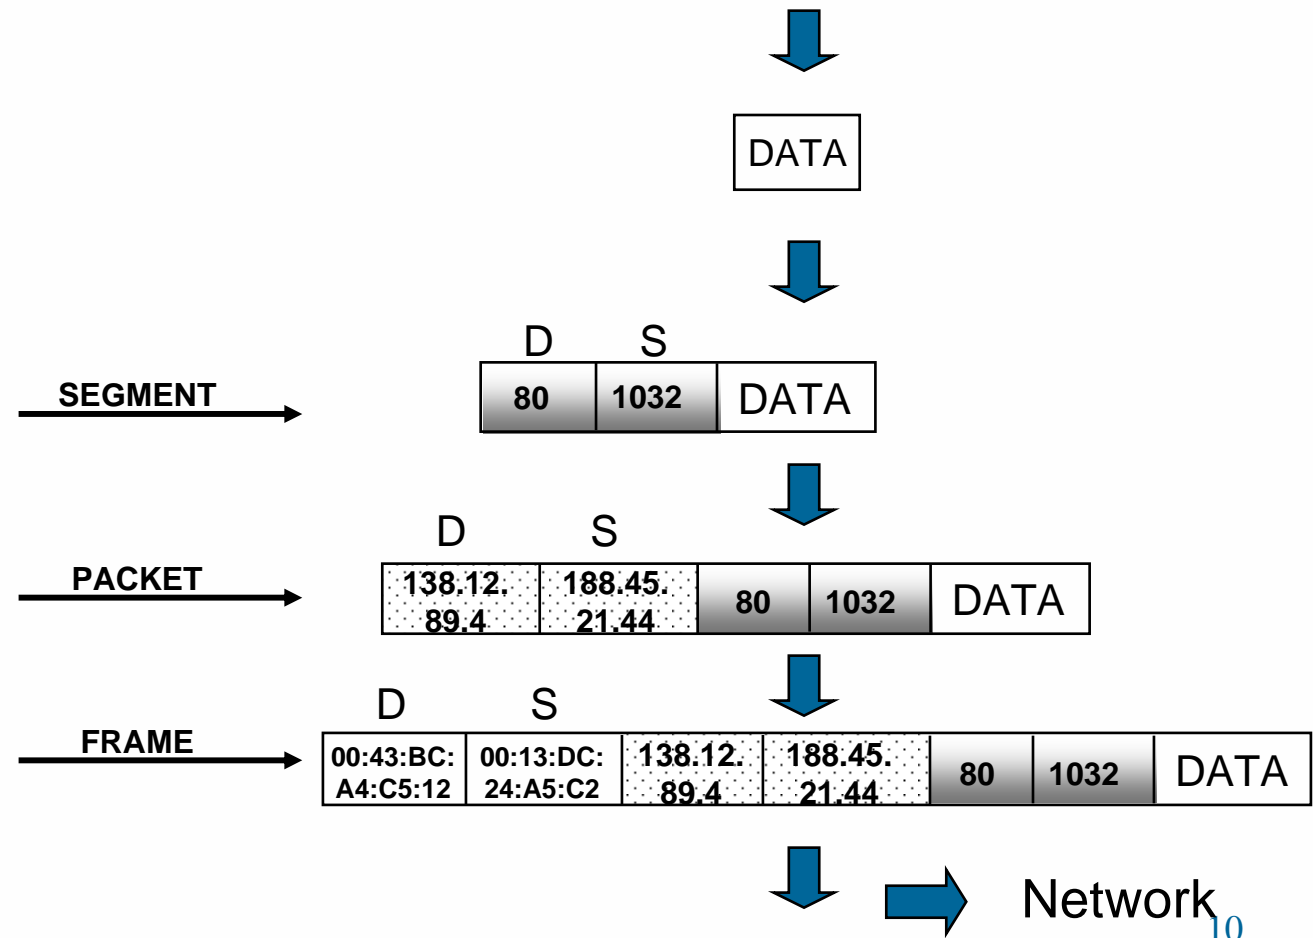 DATA
D S
SEGMENT 80 1032 DATA
D S
PACKET 138.12. 188.45. 80 1032 DATA
89.4 21.44
D S
FRAME 00:43:BC: 00:13:DC: 138.12. 188.45. 80 1032 DATA
A4:C5:12 24:A5:C2 89.4 21.44
Network
10